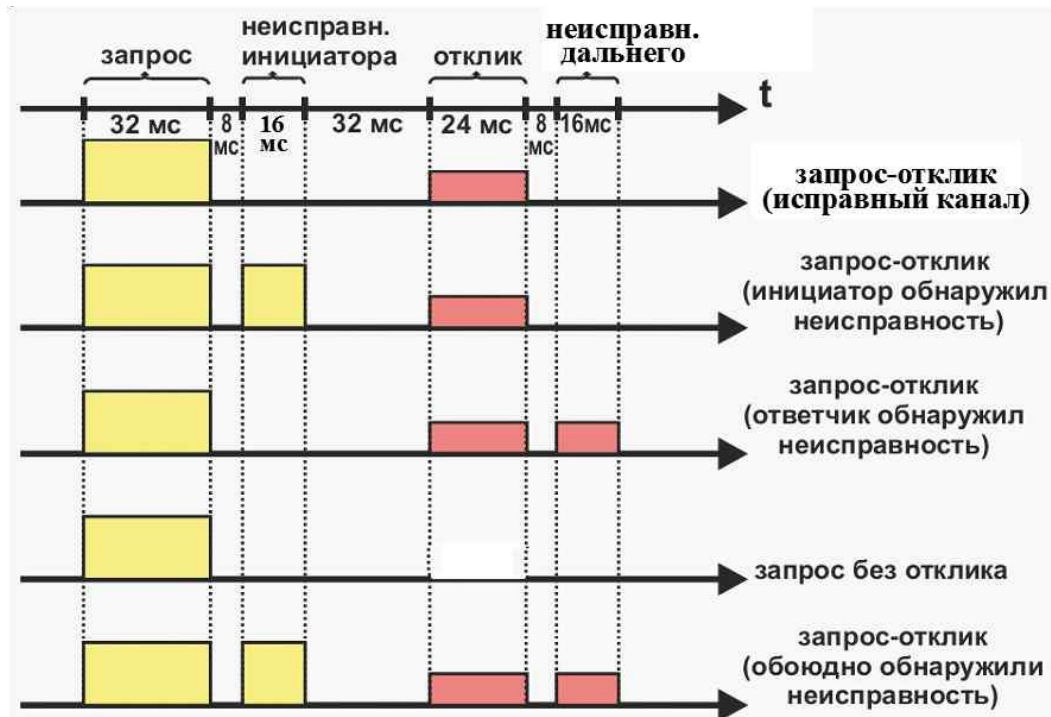 запрос
неисправн.
инициатора
отклик
неисправн.
дальнего
t
32 мс
8
мс
16
мс
32 мс
24 мс
8
мс
16мс
запрос-отклик
(исправный канал)
запрос-отклик
(инициатор обнаружил
неисправность)
запрос-отклик
(ответчик обнаружил
неисправность)
запрос без отклика
запрос-отклик
(обоюдно обнаружили
неисправность)